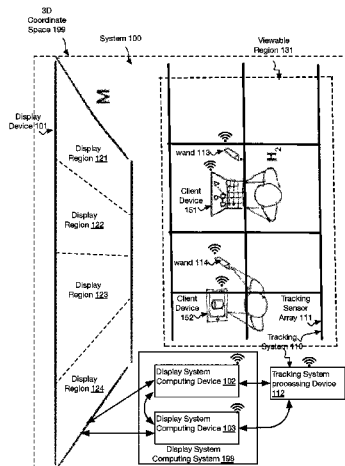 3D
Coordinate
Space 199
System 100
Viewable
Region 131
Display
Device 101
M
Display
Region 121
wand 113
H2
Client
Device
151
Display
Region 122
wand 114
Display
Region 123
Client
Device
152
Tracking
Sensor
Array 111
Tracking
System 110
Display
Region 124
Display System
Computing Device 102
Tracking System
processing Device
112
Display System
Computing Device 103
Display System
Computing System 198